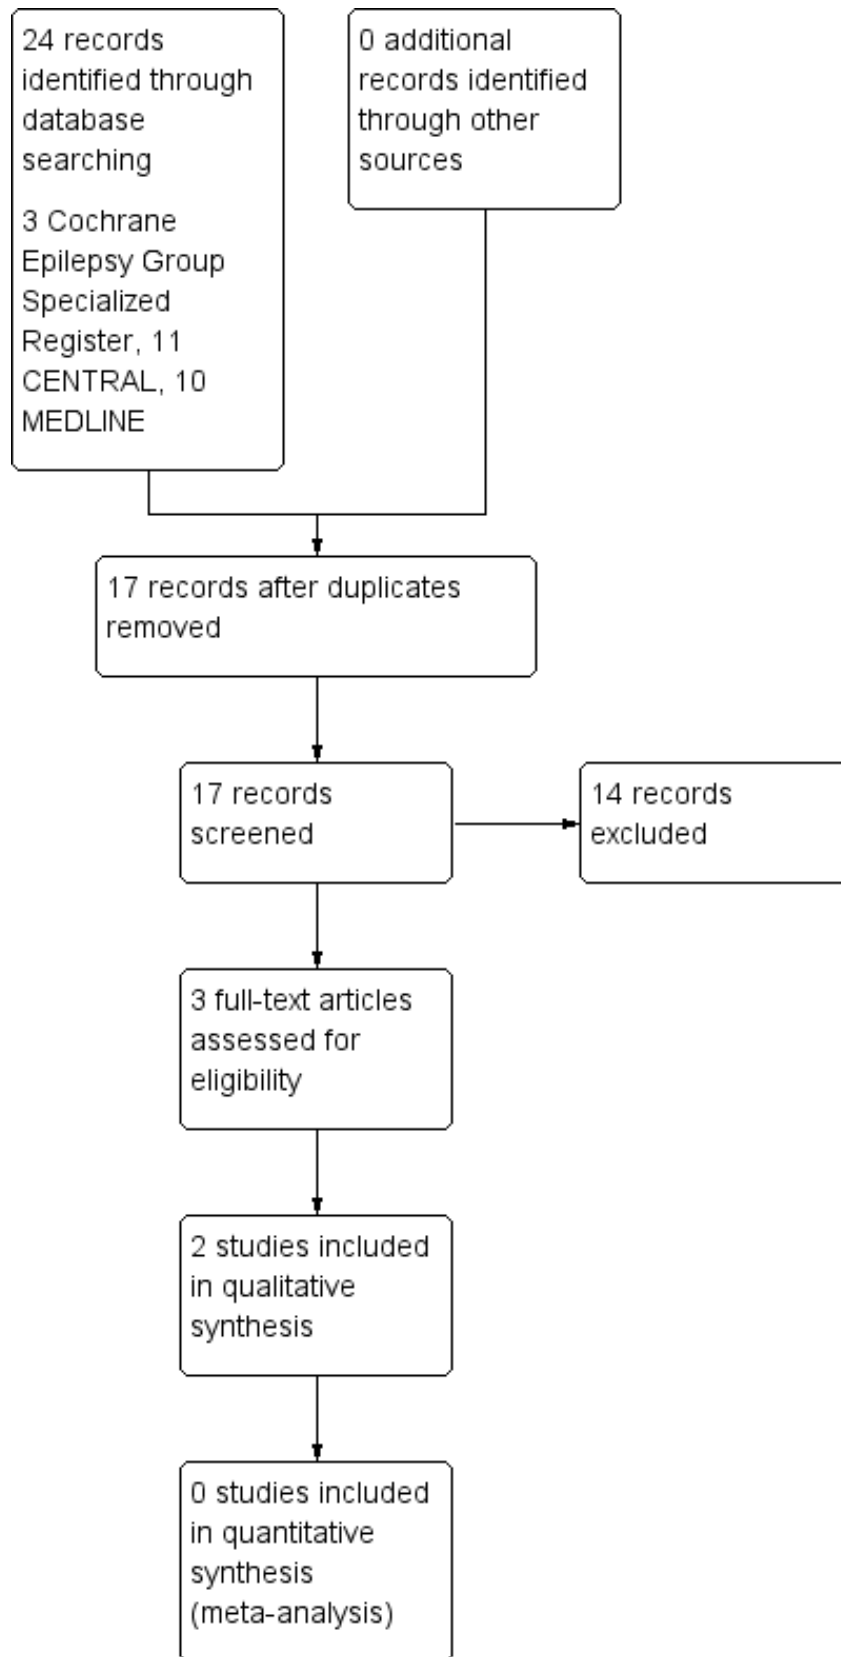 24 records
identified through
database
searching
3 Cochrane
Epilepsy Group
Specialized
Register, 11
CENTRAL, 10
MEDLINE
0 additional
records identified
through other
sources
17 records after duplicates
removed
17 records
screened
14 records
excluded
3 full-text articles
assessed for
eligibility
2 studies included
in qualitative
synthesis
0 studies included
in quantitative
synthesis
(meta-analysis)